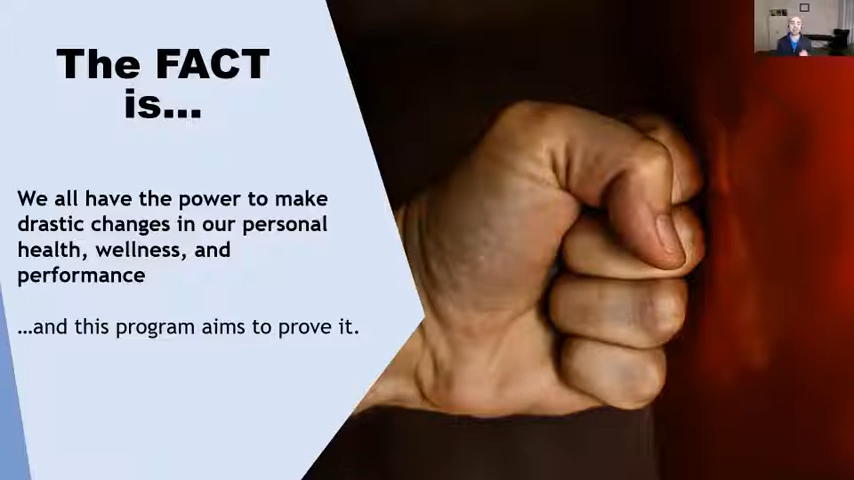 The FACT
is...
We all have the power to make
drastic changes in our personal
health, wellness, and
performance
...and this program aims to prove it.